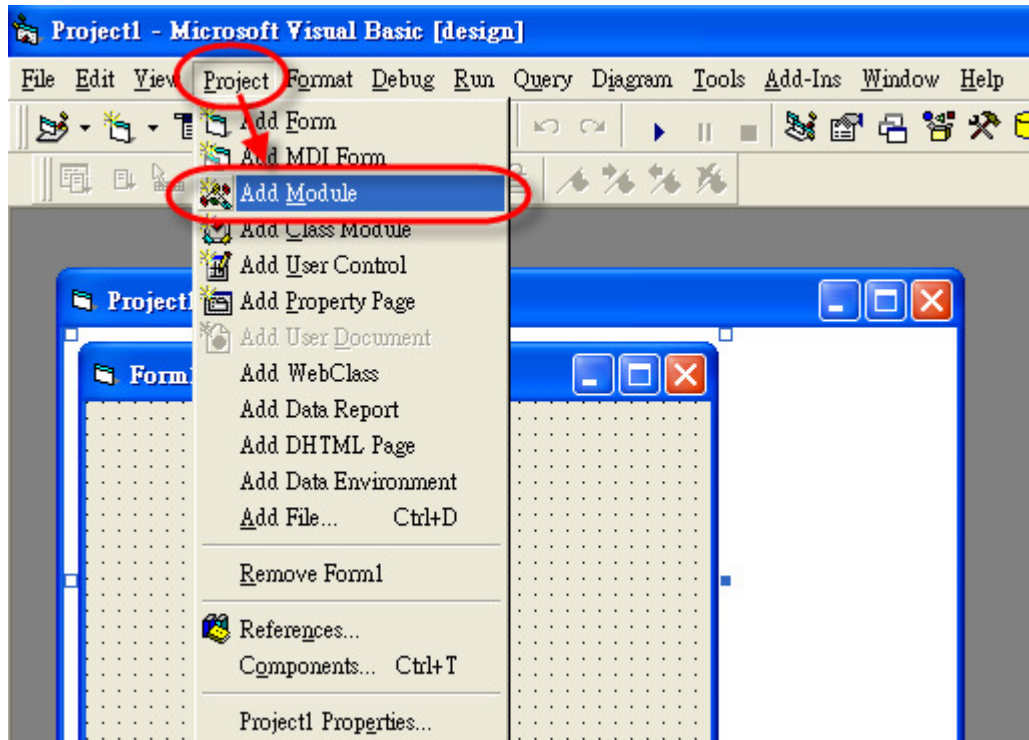 Project1 - Microsoft Visual Basic [design]
File Edit View Project Format Debug Run Query Diagram Tools Add-Ins Window Help
Add Form
Add MDI Form
Add Module
Add Class Module
Add User Control
Project1
Add Property Page
Add User Document
Form1
Add WebClass
Add Data Report
Add DHTML Page
Add Data Environment
Add File... Ctrl+D
Remove Form1
References...
Components... Ctrl+T
Project1 Properties...